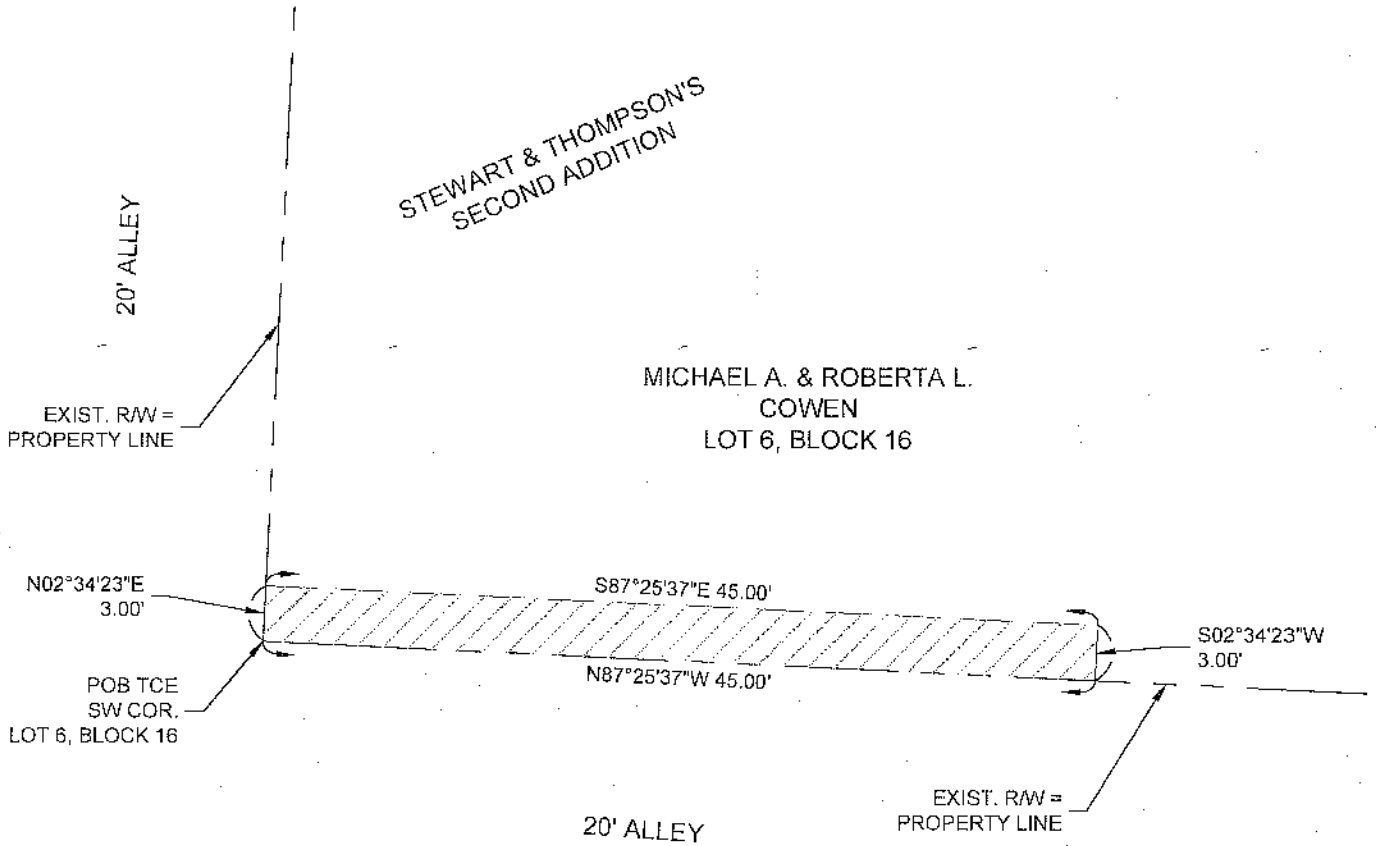 STEWART & THOMPSON'S
SECOND ADDITION
20' ALLEY
MICHAEL A. & ROBERTA L.
COWEN
LOT 6, BLOCK 16
EXIST. R/W =
PROPERTY LINE
N02°34'23"E
3.00'
S87°25'37"E 45.00'
S02°34'23"W
3.00'
N87°25'37"W 45.00'
POB TCE
SW COR.
LOT 6, BLOCK 16
EXIST. R/W =
PROPERTY LINE
20' ALLEY